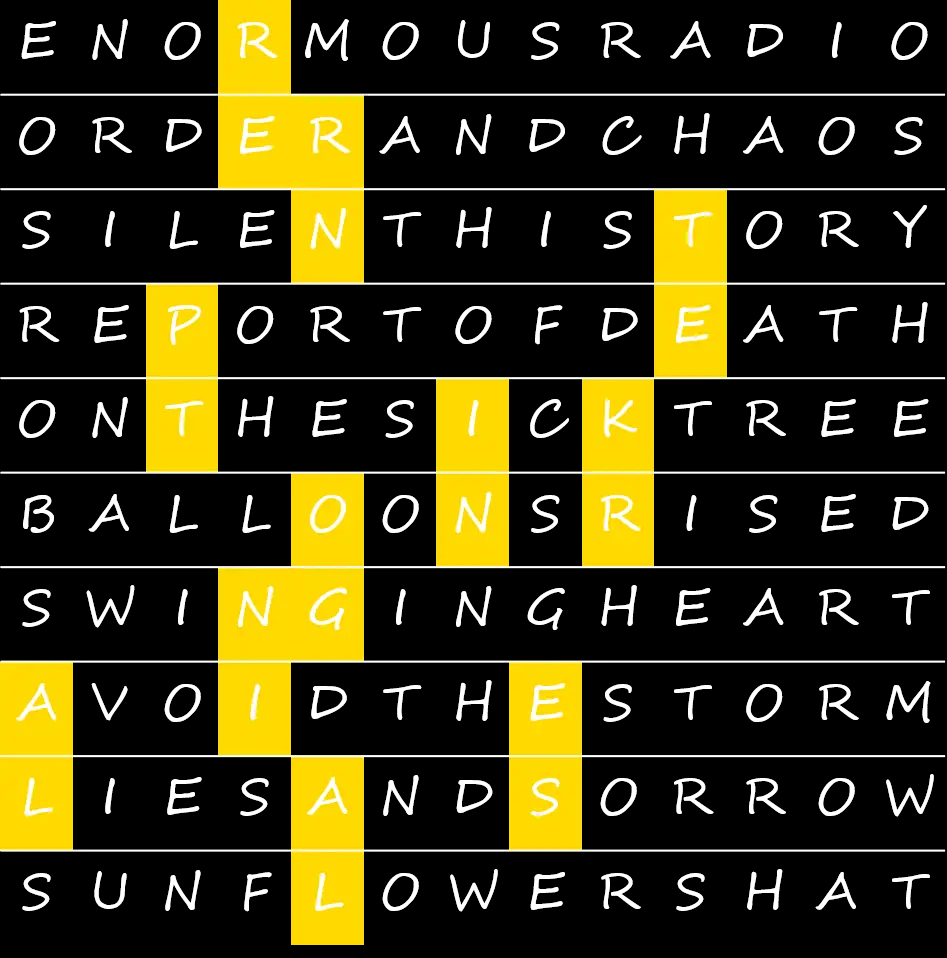 ENORMOUSRADIO
ORDERANDCHAOS
SILENTHISTORY
REPORTOFDEATH
ONTHESICKTREE
BALLOONSRISED
SWINGINGHEART
AVOIDTHESTORM
LIESANDSORROW
SUNFLOWERSHAT